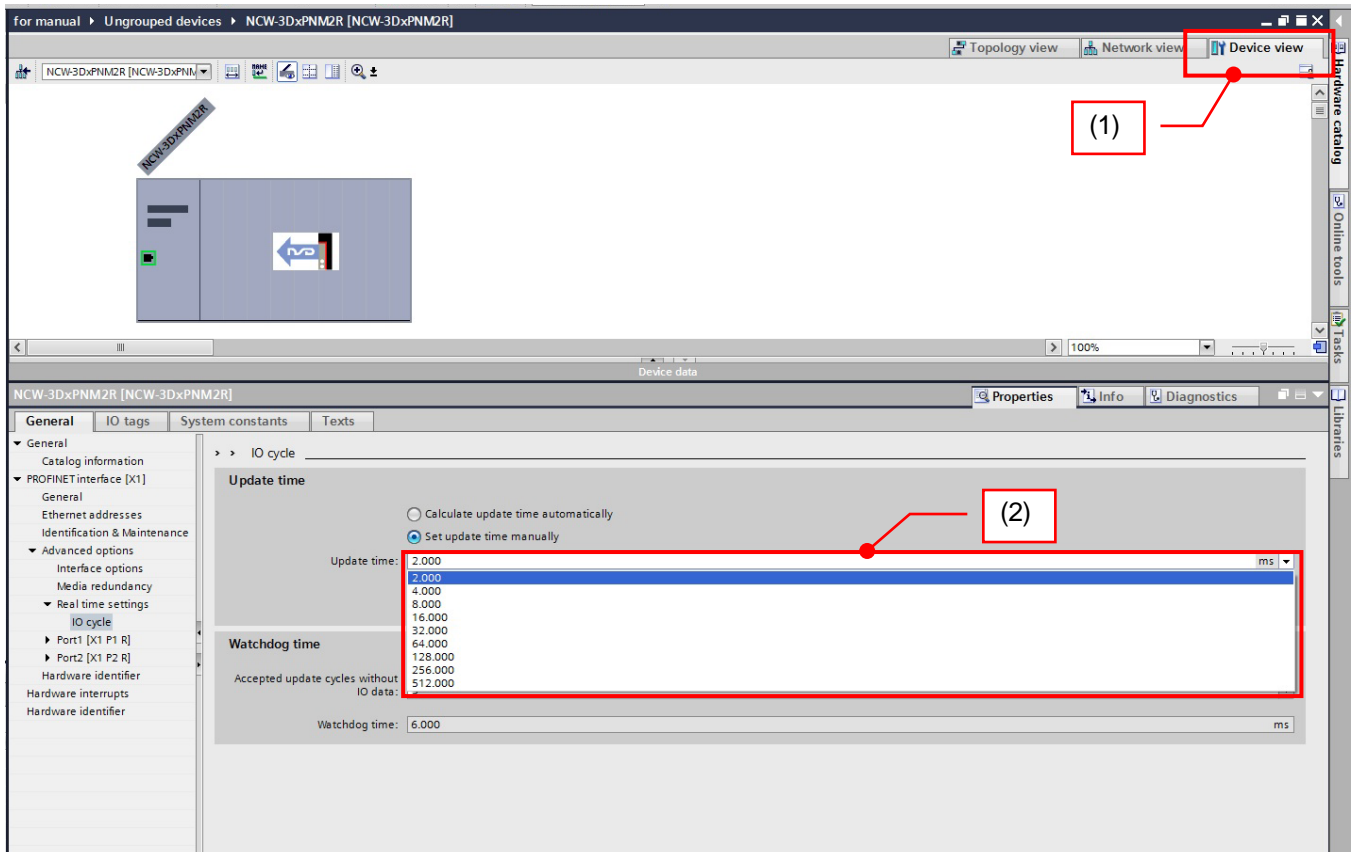 for manual ▸ Ungrouped devices ▸ NCW-3DxPNM2R [NCW-3DxPNM2R]
Topology view Network view Device view
NCW-3DxPNM2R [NCW-3DxPNM
(1)
NCW-3DxPNM2R
100%
Device data
Hardware catalog
Online tools
Tasks
Libraries
NCW-3DxPNM2R [NCW-3DxPNM2R]
Properties Info Diagnostics
General IO tags System constants Texts
General
Catalog information
PROFINET interface [X1]
General
Ethernet addresses
Identification & Maintenance
Advanced options
Interface options
Media redundancy
Real time settings
IO cycle
Port1 [X1 P1 R]
Port2 [X1 P2 R]
Hardware identifier
Hardware interrupts
Hardware identifier
> > IO cycle
Update time
Calculate update time automatically
Set update time manually
(2)
Update time: 2.000 ms
2.000
4.000
8.000
16.000
32.000
64.000
128.000
256.000
512.000
Watchdog time
Accepted update cycles without
IO data:
Watchdog time: 6.000 ms